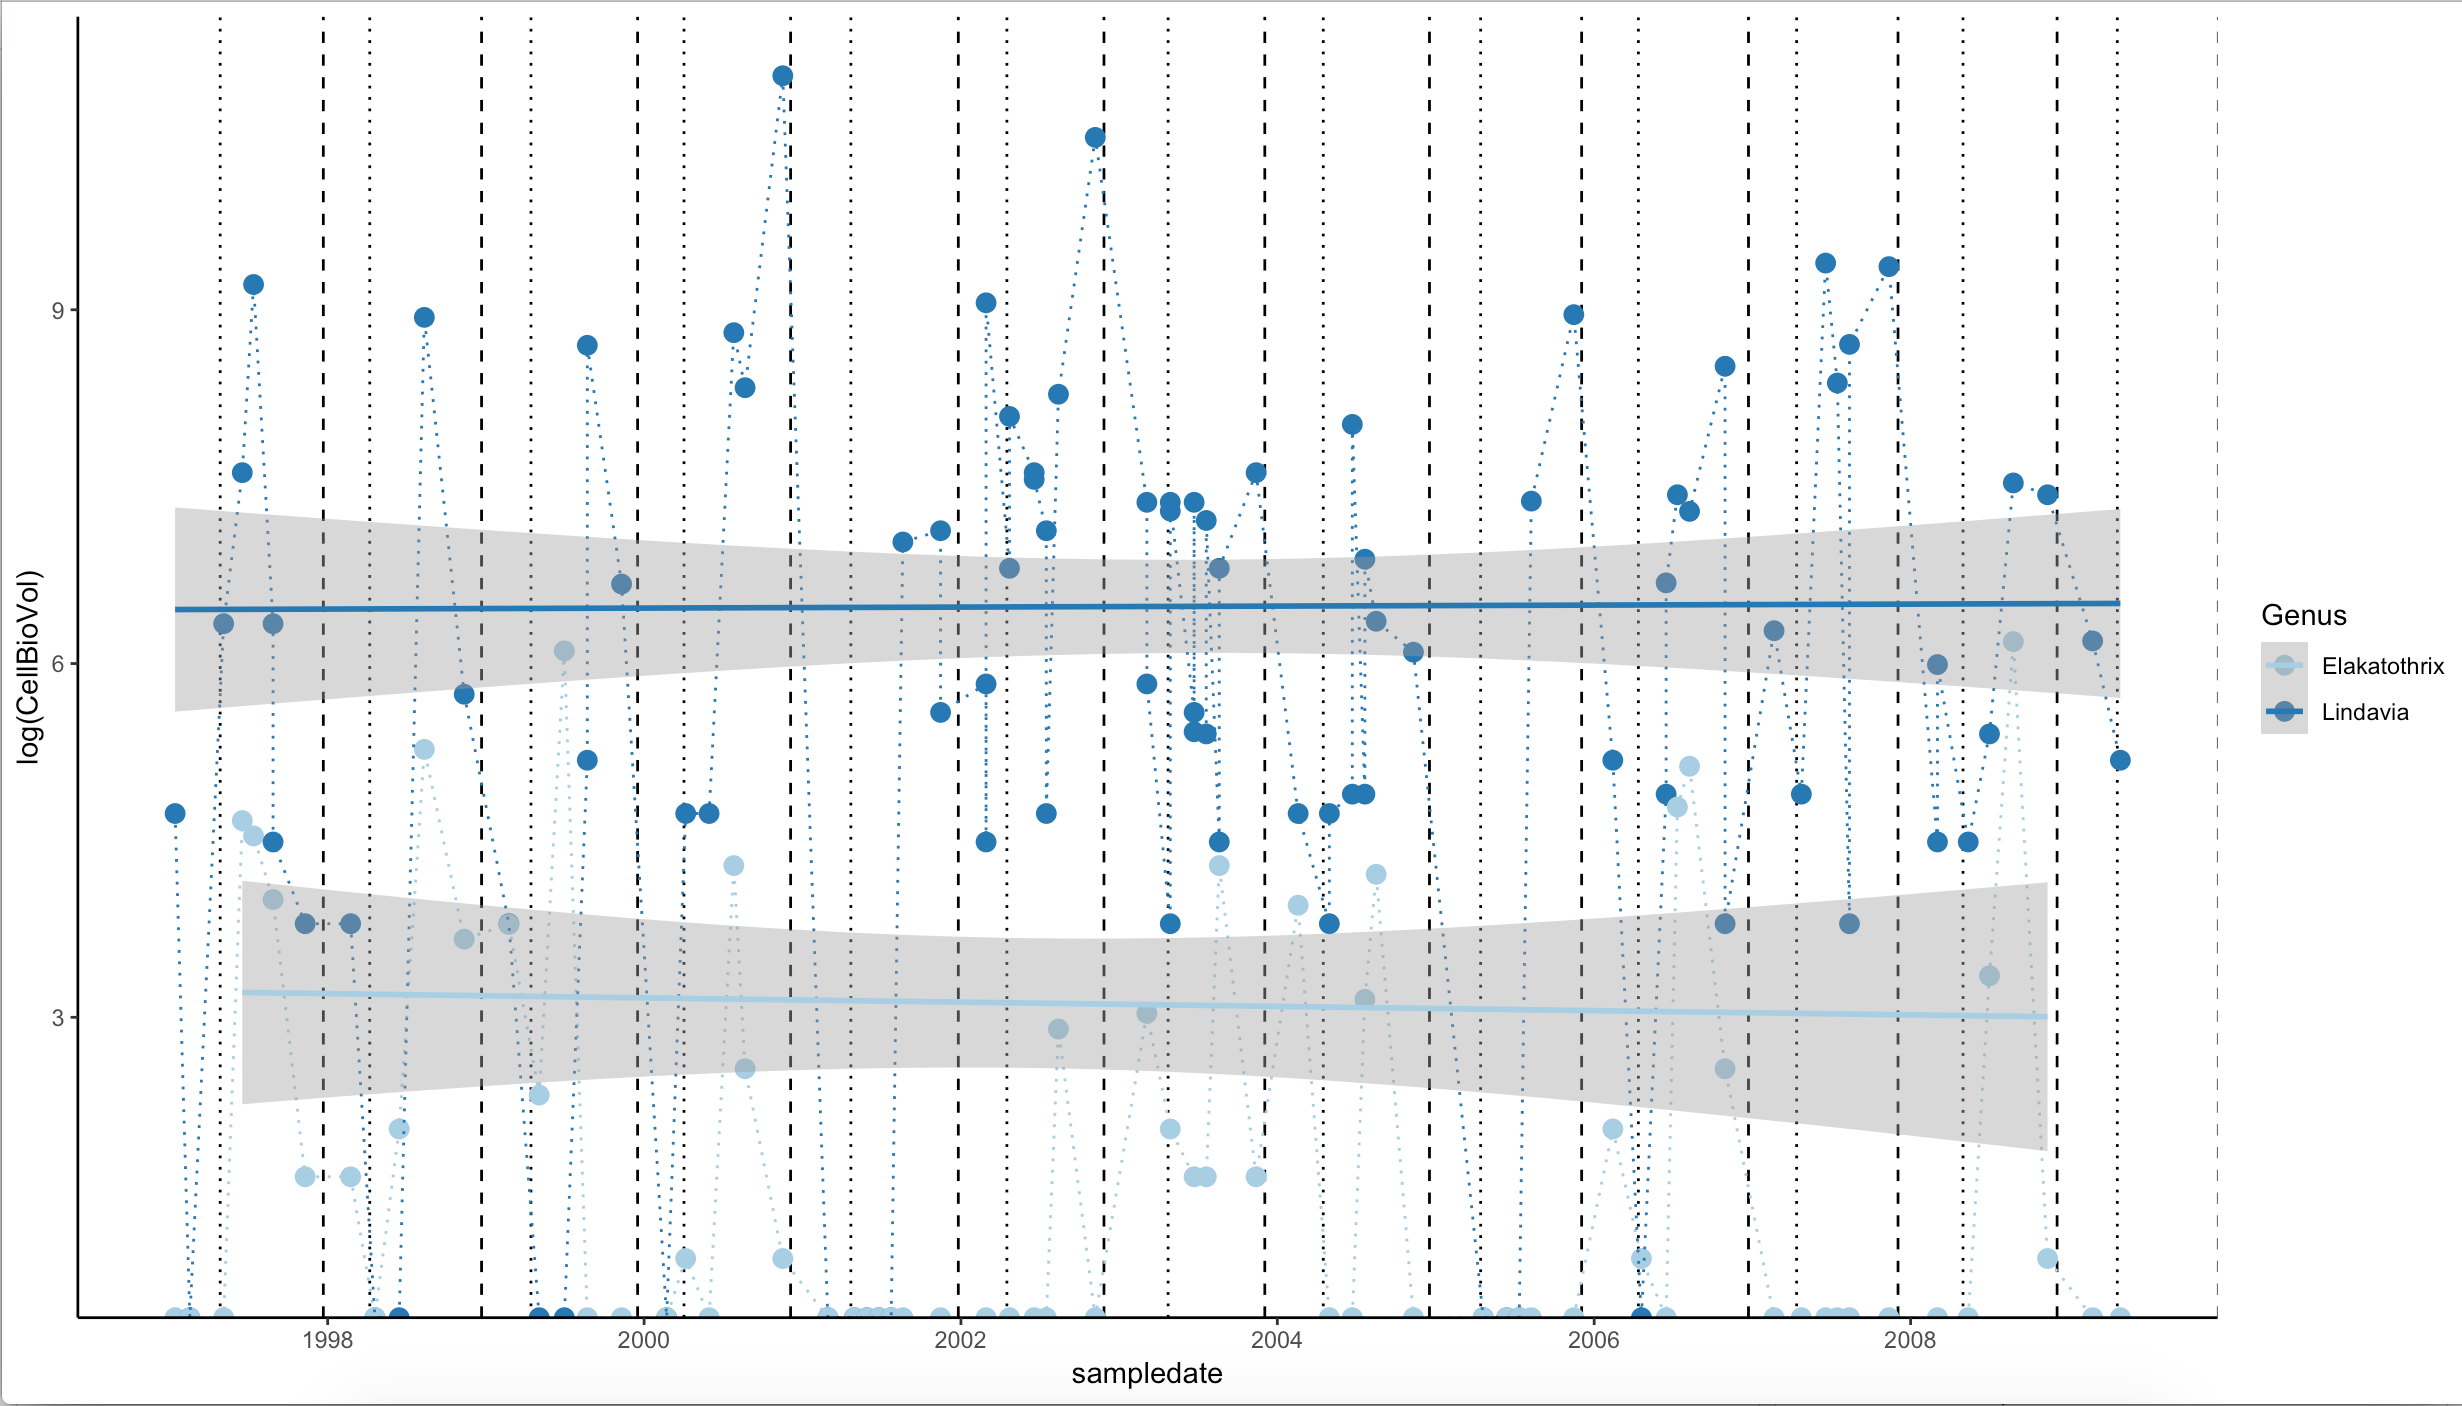 9
6
3
log(CellBioVol)
1998 2000 2002 2004 2006 2008
sampledate
Genus
Elakatothrix
Lindavia